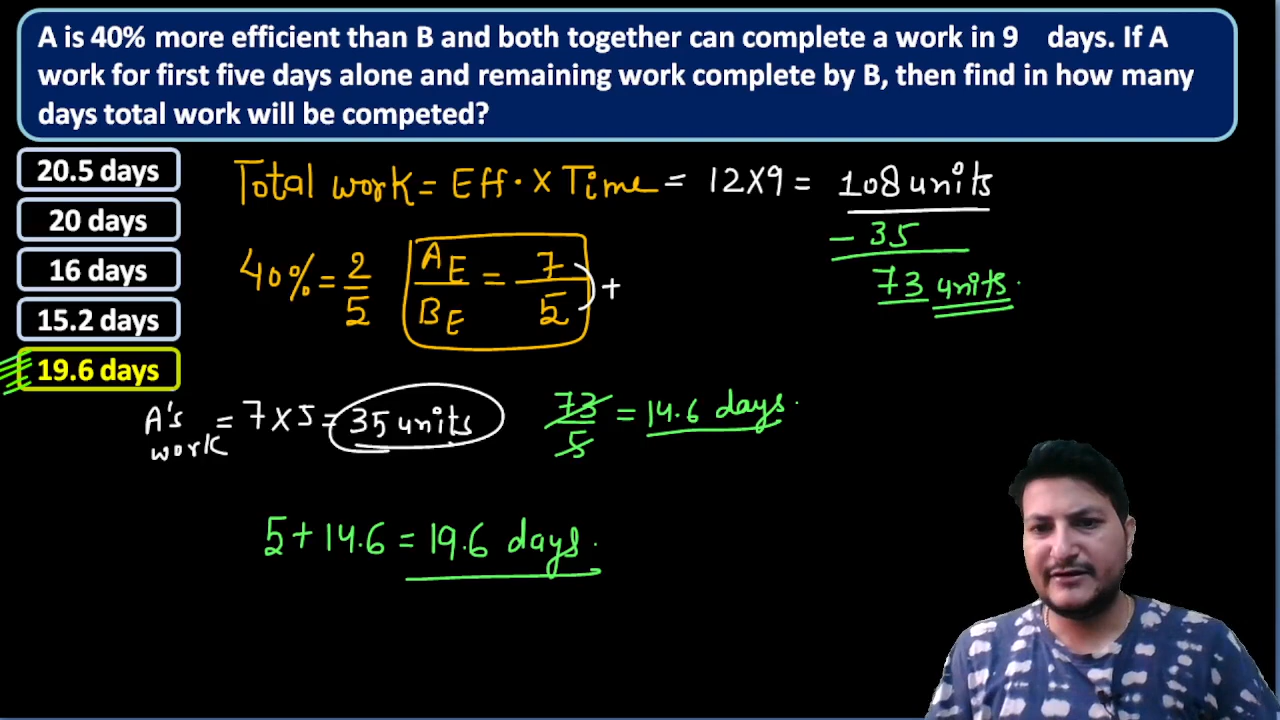 A is 40% more efficient than B and both together can complete a work in 9 days. If A
work for first five days alone and remaining work complete by B, then find in how many
days total work will be competed?
20.5 days
20 days
16 days
15.2 days
19.6 days
Total work = Eff. x Time = 12x9 = 108 units
- 35
73 units.
40% = 2/5 AE/BE = 7/5 ) +
A's work = 7x5 = 35 units
73/5 = 14.6 days.
5+14.6 = 19.6 days.